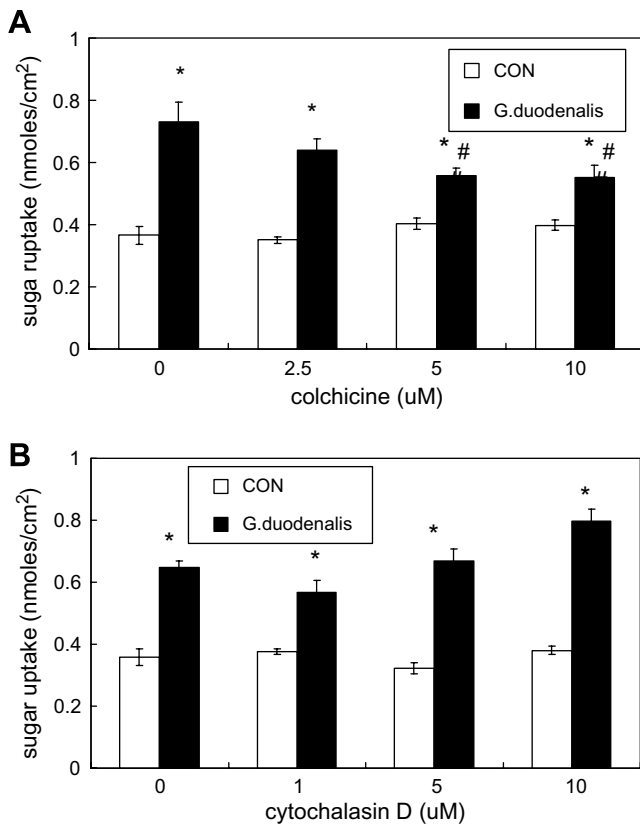 A
1
0.8
0.6
0.4
0.2
0
suga ruptake (nmoles/cm²)
CON
G.duodenalis
*
*
* #
#
* #
#
0 2.5 5 10
colchicine (uM)
B
1
0.8
0.6
0.4
0.2
0
sugar uptake (nmoles/cm²)
CON
G.duodenalis
*
*
*
*
0 1 5 10
cytochalasin D (uM)